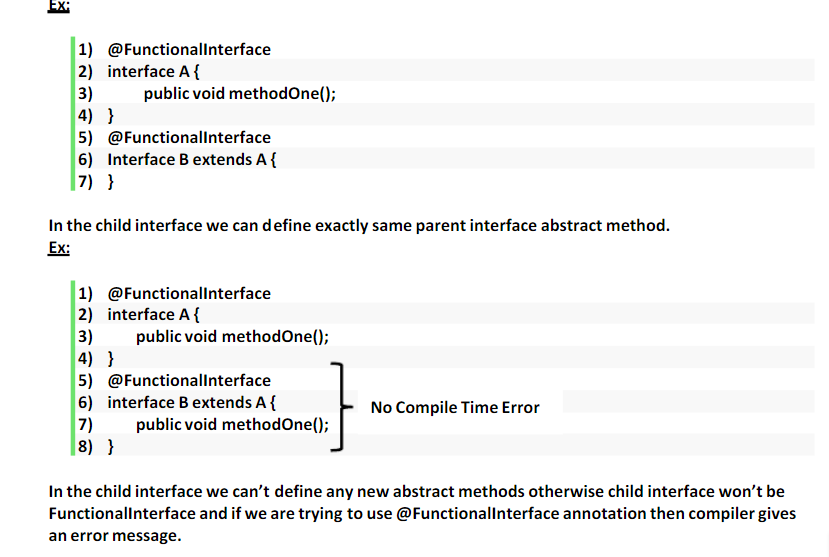 Ex:
1) @FunctionalInterface
2) interface A {
3) public void methodOne();
4) }
5) @FunctionalInterface
6) Interface B extends A {
7) }
In the child interface we can define exactly same parent interface abstract method.
Ex:
1) @FunctionalInterface
2) interface A {
3) public void methodOne();
4) }
5) @FunctionalInterface
6) interface B extends A {
No Compile Time Error
7) public void methodOne();
8) }
In the child interface we can’t define any new abstract methods otherwise child interface won’t be
FunctionalInterface and if we are trying to use @FunctionalInterface annotation then compiler gives
an error message.